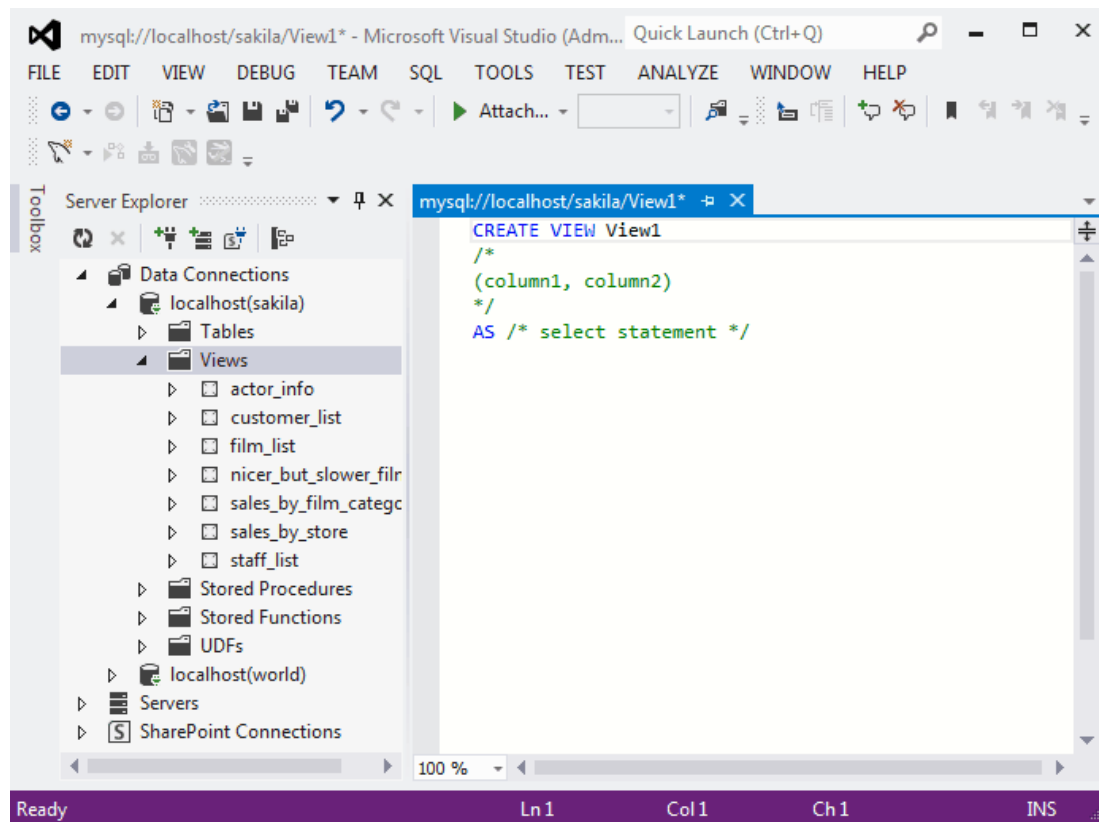 mysql://localhost/sakila/View1* - Microsoft Visual Studio (Adm...
Quick Launch (Ctrl+Q)
FILE EDIT VIEW DEBUG TEAM SQL TOOLS TEST ANALYZE WINDOW HELP
Attach...
Toolbox
Server Explorer
mysql://localhost/sakila/View1*
Data Connections
localhost(sakila)
Tables
Views
actor_info
customer_list
film_list
nicer_but_slower_film
sales_by_film_catego
sales_by_store
staff_list
Stored Procedures
Stored Functions
UDFs
localhost(world)
Servers
SharePoint Connections
CREATE VIEW View1
/*
(column1, column2)
*/
AS /* select statement */
100 %
Ready Ln 1 Col 1 Ch 1 INS